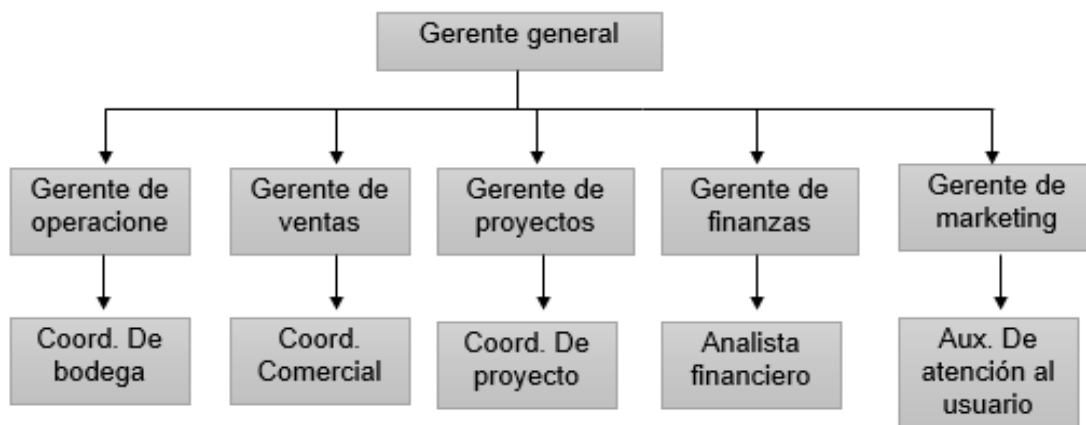 Gerente general
Gerente de
operacione
Gerente de
ventas
Gerente de
proyectos
Gerente de
finanzas
Gerente de
marketing
Coord. De
bodega
Coord.
Comercial
Coord. De
proyecto
Analista
financiero
Aux. De
atención al
usuario